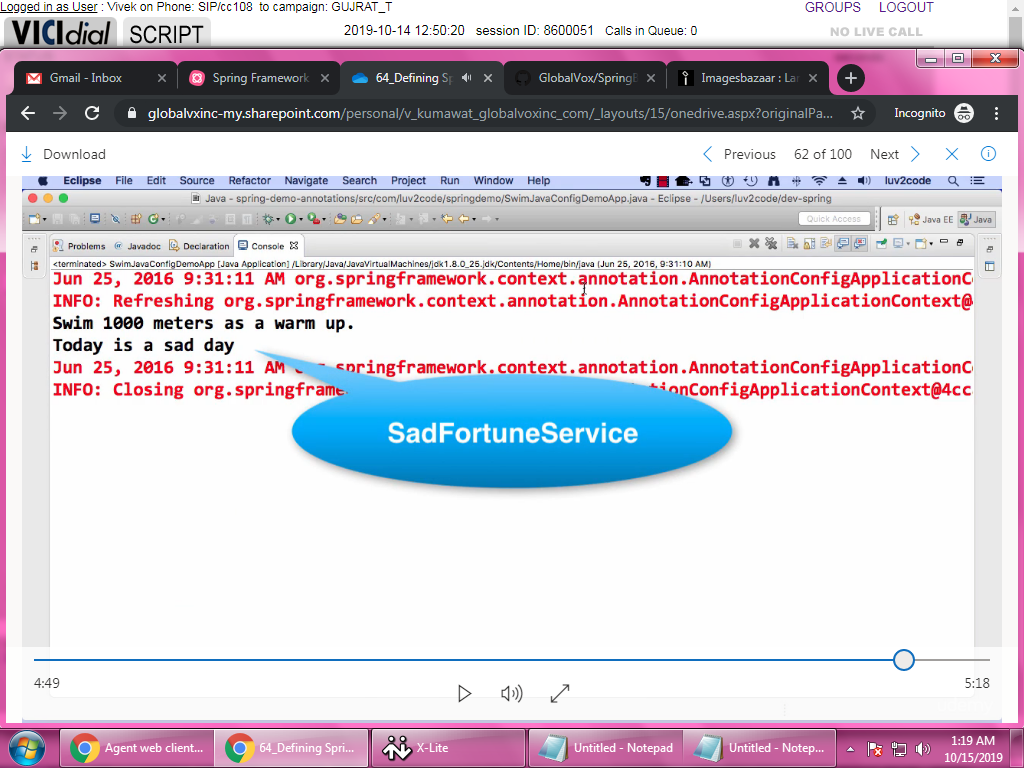 Logged in as User : Vivek on Phone: SIP/cc108 to campaign: GUJRAT_T GROUPS LOGOUT
VICIdial SCRIPT 2019-10-14 12:50:20 session ID: 8600051 Calls in Queue: 0 NO LIVE CALL
Gmail - Inbox Spring Framework 64_Defining Sp GlobalVox/SpringB Imagesbazaar : Lar
globalvxinc-my.sharepoint.com/personal/v_kumawat_globalvoxinc_com/_layouts/15/onedrive.aspx?originalPa... Incognito
Download Previous 62 of 100 Next
Eclipse File Edit Source Refactor Navigate Search Project Run Window Help luv2code
Java - spring-demo-annotations/src/com/luv2code/springdemo/SwimJavaConfigDemoApp.java - Eclipse - /Users/luv2code/dev-spring
Quick Access Java EE Java
Problems Javadoc Declaration Console
<terminated> SwimJavaConfigDemoApp [Java Application] /Library/Java/JavaVirtualMachines/jdk1.8.0_25.jdk/Contents/Home/bin/java (Jun 25, 2016, 9:31:10 AM)
Jun 25, 2016 9:31:11 AM org.springframework.context.annotation.AnnotationConfigApplicationC
INFO: Refreshing org.springframework.context.annotation.AnnotationConfigApplicationContext@
Swim 1000 meters as a warm up.
Today is a sad day
Jun 25, 2016 9:31:11 AM org.springframework.context.annotation.AnnotationConfigApplicationC
INFO: Closing org.springframe ationConfigApplicationContext@4cc
SadFortuneService
4:49 5:18
Agent web client... 64_Defining Spri... X-Lite Untitled - Notepad Untitled - Notep... 1:19 AM
10/15/2019